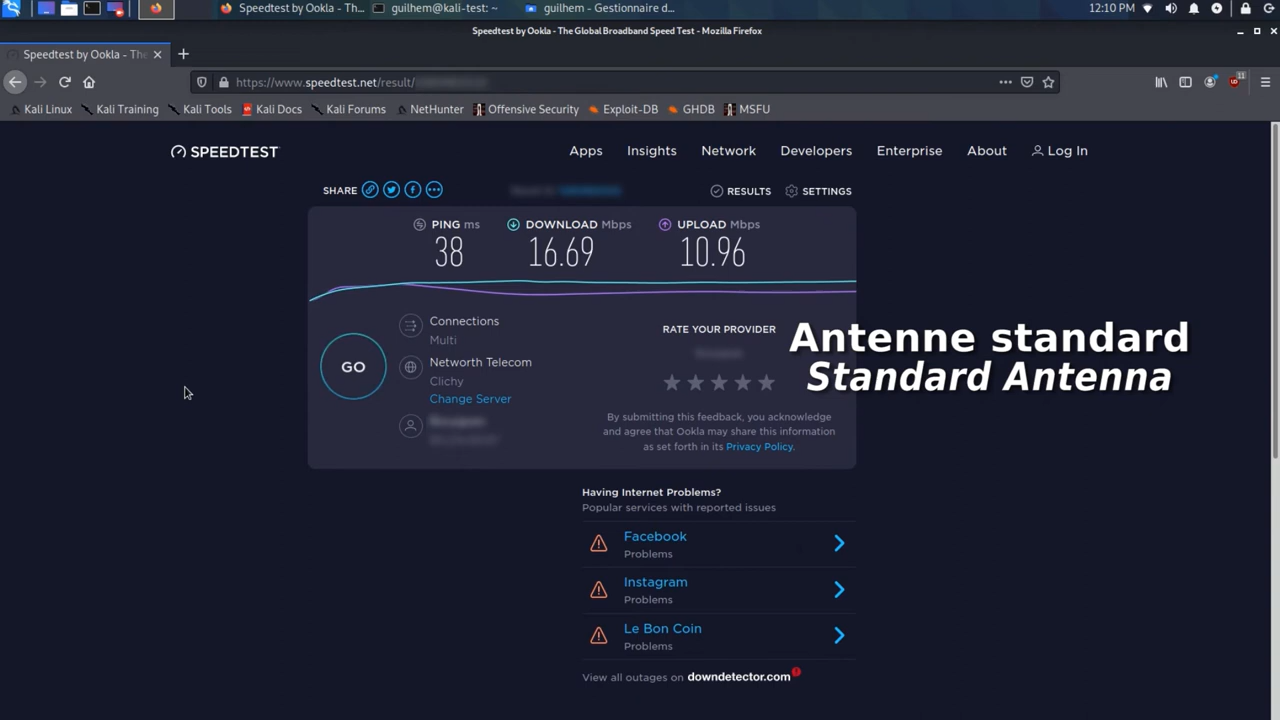 Speedtest by Ookla - Th...
guilhem@kali-test: ~
guilhem - Gestionnaire d...
12:10 PM
Speedtest by Ookla - The Global Broadband Speed Test - Mozilla Firefox
Speedtest by Ookla - The
https://www.speedtest.net/result/
11
Kali Linux
Kali Training
Kali Tools
Kali Docs
Kali Forums
NetHunter
Offensive Security
Exploit-DB
GHDB
MSFU
SPEEDTEST
Apps
Insights
Network
Developers
Enterprise
About
Log In
SHARE
RESULTS
SETTINGS
PING ms
DOWNLOAD Mbps
UPLOAD Mbps
38
16.69
10.96
Connections
Multi
GO
Networth Telecom
Clichy
Change Server
RATE YOUR PROVIDER
By submitting this feedback, you acknowledge
and agree that Ookla may share this information
as set forth in its Privacy Policy.
Antenne standard
Standard Antenna
Having Internet Problems?
Popular services with reported issues
Facebook
Problems
Instagram
Problems
Le Bon Coin
Problems
View all outages on downdetector.com